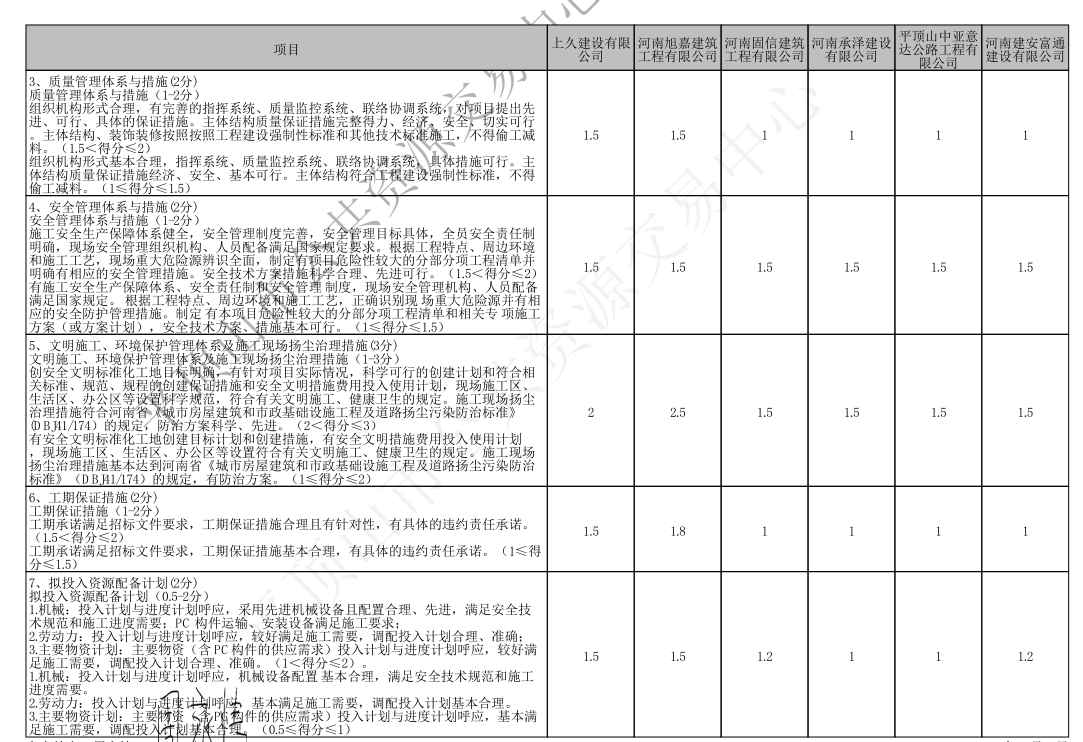 项目
上久建设有限公司
河南旭嘉建筑工程有限公司
河南固信建筑工程有限公司
河南承泽建设有限公司
平顶山中亚意达公路工程有限公司
河南建安富通建设有限公司
3、质量管理体系与措施(2分)
质量管理体系与措施（1-2分）
组织机构形式合理，有完善的指挥系统、质量监控系统、联络协调系统，对项目提出先
进、可行、具体的保证措施。主体结构质量保证措施完整得力、经济、安全、切实可行
。主体结构、装饰装修按照按照工程建设强制性标准和其他技术标准施工，不得偷工减
料。（1.5＜得分≤2）
组织机构形式基本合理，指挥系统、质量监控系统、联络协调系统，具体措施可行。主
体结构质量保证措施经济、安全、基本可行。主体结构符合工程建设强制性标准，不得
偷工减料。（1≤得分≤1.5）
1.5 1.5 1 1 1 1
4、安全管理体系与措施(2分)
安全管理体系与措施（1-2分）
施工安全生产保障体系健全，安全管理制度完善，安全管理目标具体，全员安全责任制
明确，现场安全管理组织机构、人员配备满足国家规定要求。根据工程特点、周边环境
和施工工艺，现场重大危险源辨识全面，制定有项目危险性较大的分部分项工程清单并
明确有相应的安全管理措施。安全技术方案措施科学合理、先进可行。（1.5＜得分≤2）
有施工安全生产保障体系、安全责任制和安全管理 制度，现场安全管理机构、人员配备
满足国家规定。 根据工程特点、周边环境和施工工艺，正确识别现 场重大危险源并有相
应的安全防护管理措施。制定 有本项目危险性较大的分部分项工程清单和相关专 项施工
方案（或方案计划），安全技术方案、措施基本可行。（1≤得分≤1.5）
1.5 1.5 1.5 1.5 1.5 1.5
5、文明施工、环境保护管理体系及施工现场扬尘治理措施(3分)
文明施工、环境保护管理体系及施工现场扬尘治理措施（1-3分）
创安全文明标准化工地目标明确，有针对项目实际情况，科学可行的创建计划和符合相
关标准、规范、规程的创建保证措施和安全文明措施费用投入使用计划，现场施工区、
生活区、办公区等设置科学规范，符合有关文明施工、健康卫生的规定。施工现场扬尘
治理措施符合河南省《城市房屋建筑和市政基础设施工程及道路扬尘污染防治标准》
（DBJ41/174）的规定，防治方案科学、先进。（2＜得分≤3）
有安全文明标准化工地创建目标计划和创建措施，有安全文明措施费用投入使用计划
，现场施工区、生活区、办公区等设置符合有关文明施工、健康卫生的规定。施工现场
扬尘治理措施基本达到河南省《城市房屋建筑和市政基础设施工程及道路扬尘污染防治
标准》（DBJ41/174）的规定，有防治方案。（1≤得分≤2）
2 2.5 1.5 1.5 1.5 1.5
6、工期保证措施(2分)
工期保证措施（1-2分）
工期承诺满足招标文件要求，工期保证措施合理且有针对性，有具体的违约责任承诺。
（1.5＜得分≤2）
工期承诺满足招标文件要求，工期保证措施基本合理，有具体的违约责任承诺。（1≤得
分≤1.5）
1.5 1.8 1 1 1 1
7、拟投入资源配备计划(2分)
拟投入资源配备计划（0.5-2分）
1.机械：投入计划与进度计划呼应，采用先进机械设备且配置合理、先进，满足安全技
术规范和施工进度需要；PC 构件运输、安装设备满足施工要求；
2.劳动力：投入计划与进度计划呼应，较好满足施工需要，调配投入计划合理、准确；
3.主要物资计划：主要物资（含PC构件的供应需求）投入计划与进度计划呼应，较好满
足施工需要，调配投入计划合理、准确。（1＜得分≤2）。
1.机械：投入计划与进度计划呼应，机械设备配置 基本合理，满足安全技术规范和施工
进度需要。
2.劳动力：投入计划与进度计划呼应，基本满足施工需要，调配投入计划基本合理。
3.主要物资计划：主要物资（含PC构件的供应需求）投入计划与进度计划呼应，基本满
足施工需要，调配投入计划基本合理。（0.5≤得分≤1）
1.5 1.5 1.2 1 1 1.2
平顶山市公共资源交易中心
平顶山市公共资源交易中心